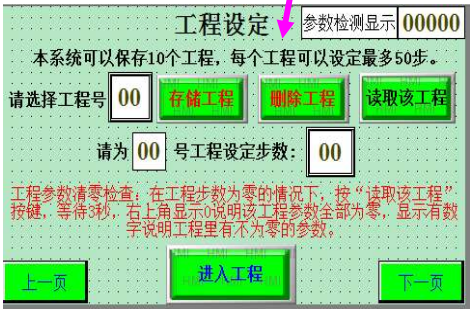 工程设定 参数检测显示 00000
本系统可以保存10个工程，每个工程可以设定最多50步。
请选择工程号 00 存储工程 删除工程 读取该工程
请为 00 号工程设定步数： 00
工程参数清零检查：在工程步数为零的情况下，按“读取该工程”
按键，等待3秒，右上角显示0说明该工程参数全部为零，显示有数
字说明工程里有不为零的参数。
上一页 进入工程 下一页